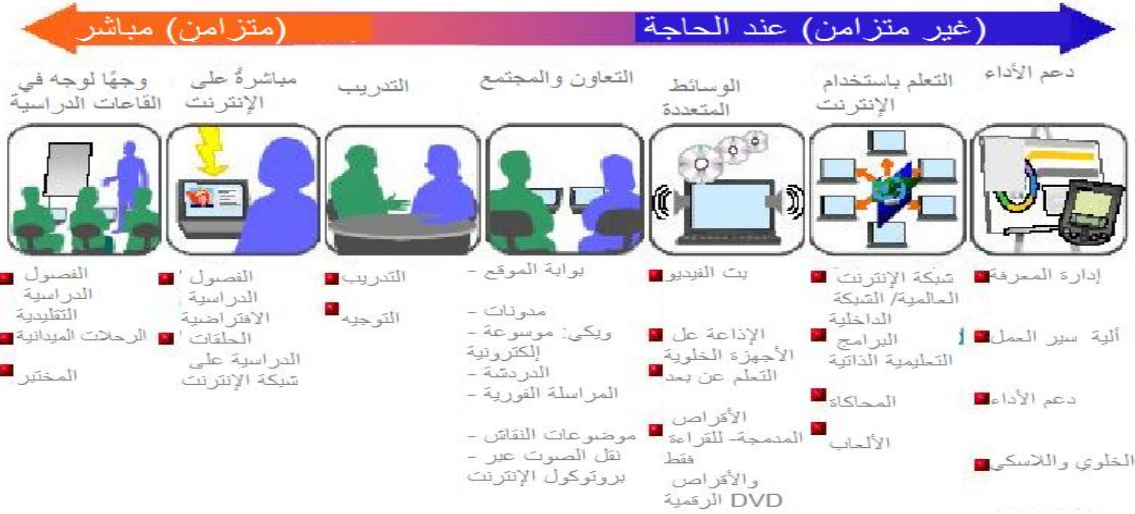 (غير متزامن) عند الحاجة
(متزامن) مباشر
دعم الأداء
التعلم باستخدام
الإنترنت
الوسائط
المتعددة
التعاون والمجتمع
التدريب
مباشرةً على
الإنترنت
وجهًا لوجه في
القاعات الدراسية
إدارة المعرفة
ألية سير العمل
دعم الأداء
الخلوي واللاسكي
شبكة الإنترنت
العالمية/ الشبكة
الداخلية
البرامج
التعليمية الذاتية
المحاكاة
الألعاب
بث الفيديو
الإذاعة عل
الأجهزة الخلوية
التعلم عن بعد
الأقراص
المدمجة- للقراءة
فقط
والأقراص
الرقمية DVD
بوابة الموقع -
مدونات -
ويكي: موسوعة -
إلكترونية
الدردشة -
المراسلة الفورية -
موضوعات النقاش -
نقل الصوت عبر -
بروتوكول الإنترنت
التدريب
التوجيه
الفصول
الدراسية
الافتراضية
الحلقات
الدراسية على
شبكة الإنترنت
الفصول
الدراسية
التقليدية
الرحلات الميدانية
المختبر